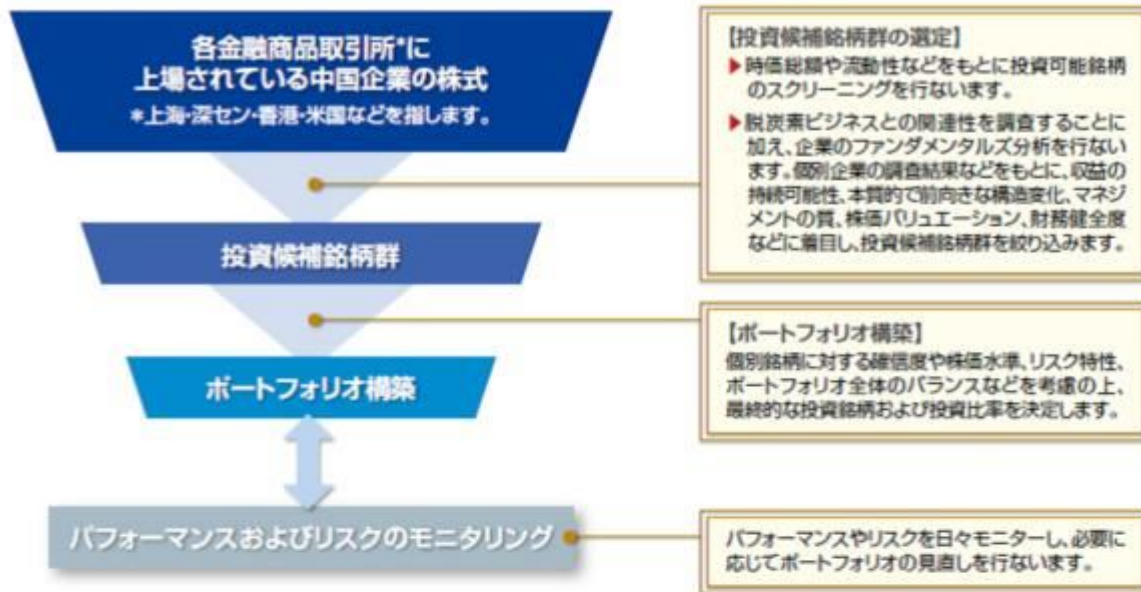 各金融商品取引所*に
上場されている中国企業の株式
*上海・深セン・香港・米国などを指します。
【投資候補銘柄群の選定】
▶時価総額や流動性などをもとに投資可能銘柄
のスクリーニングを行ないます。
▶脱炭素ビジネスとの関連性を調査することに
加え、企業のファンダメンタルズ分析を行ない
ます。個別企業の調査結果などをもとに、収益の
持続可能性、本質的で前向きな構造変化、マネジ
メントの質、株価バリュエーション、財務健全度
などに着目し、投資候補銘柄群を絞り込みます。
投資候補銘柄群
【ポートフォリオ構築】
個別銘柄に対する確信度や株価水準、リスク特性、
ポートフォリオ全体のバランスなどを考慮の上、
最終的な投資銘柄および投資比率を決定します。
ポートフォリオ構築
パフォーマンスおよびリスクのモニタリング
パフォーマンスやリスクを日々モニターし、必要に
応じてポートフォリオの見直しを行ないます。